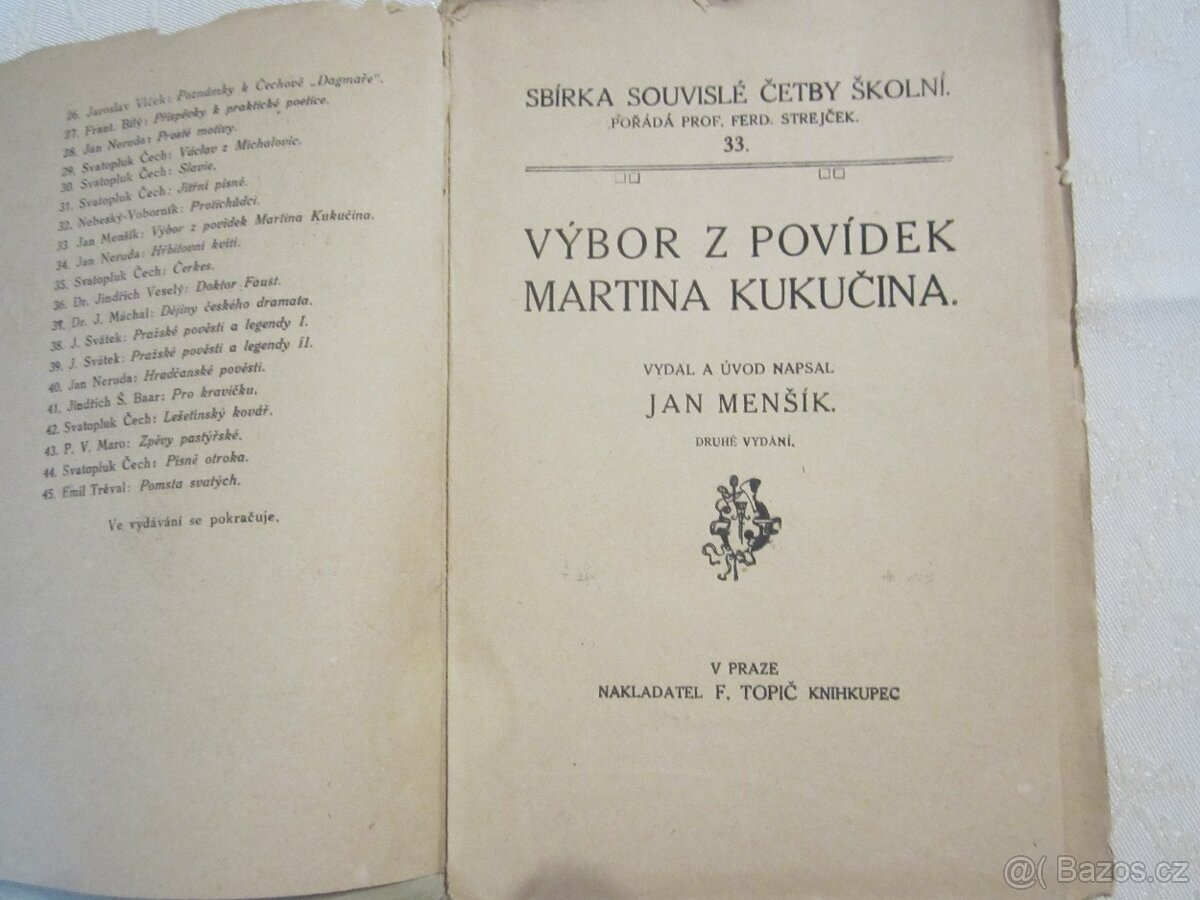 26. Jaroslav Vlček: Poznámky k Čechově „Dagmaře".
27. Frant. Bílý: Příspěvky k praktické poetice.
28. Jan Neruda: Prosté motivy.
29. Svatopluk Čech: Václav z Michalovic.
30. Svatopluk Čech: Slavie.
31. Svatopluk Čech: Jitřní písně.
32. Nebeský-Voborník: Protichůdci.
33. Jan Menšík: Výbor z povídek Martina Kukučína.
34. Jan Neruda: Hřbitovní kvítí.
35. Svatopluk Čech: Čerkes.
36. Dr. Jindřich Veselý: Doktor Faust.
37. Dr. J. Máchal: Dějiny českého dramata.
38. J. Svátek: Pražské pověsti a legendy I.
39. J. Svátek: Pražské pověsti a legendy II.
40. Jan Neruda: Hradčanské pověsti.
41. Jindřich Š. Baar: Pro kravičku.
42. Svatopluk Čech: Lešetínský kovář.
43. P. V. Maro: Zpěvy pastýřské.
44. Svatopluk Čech: Písně otroka.
45. Emil Tréval: Pomsta svatých.
Ve vydávání se pokračuje.
SBÍRKA SOUVISLÉ ČETBY ŠKOLNÍ.
POŘÁDÁ PROF. FERD. STREJČEK.
33.
VÝBOR Z POVÍDEK
MARTINA KUKUČINA.
VYDAL A ÚVOD NAPSAL
JAN MENŠÍK.
DRUHÉ VYDÁNÍ.
V PRAZE
NAKLADATEL F. TOPIČ KNIHKUPEC
@( Bazos.cz